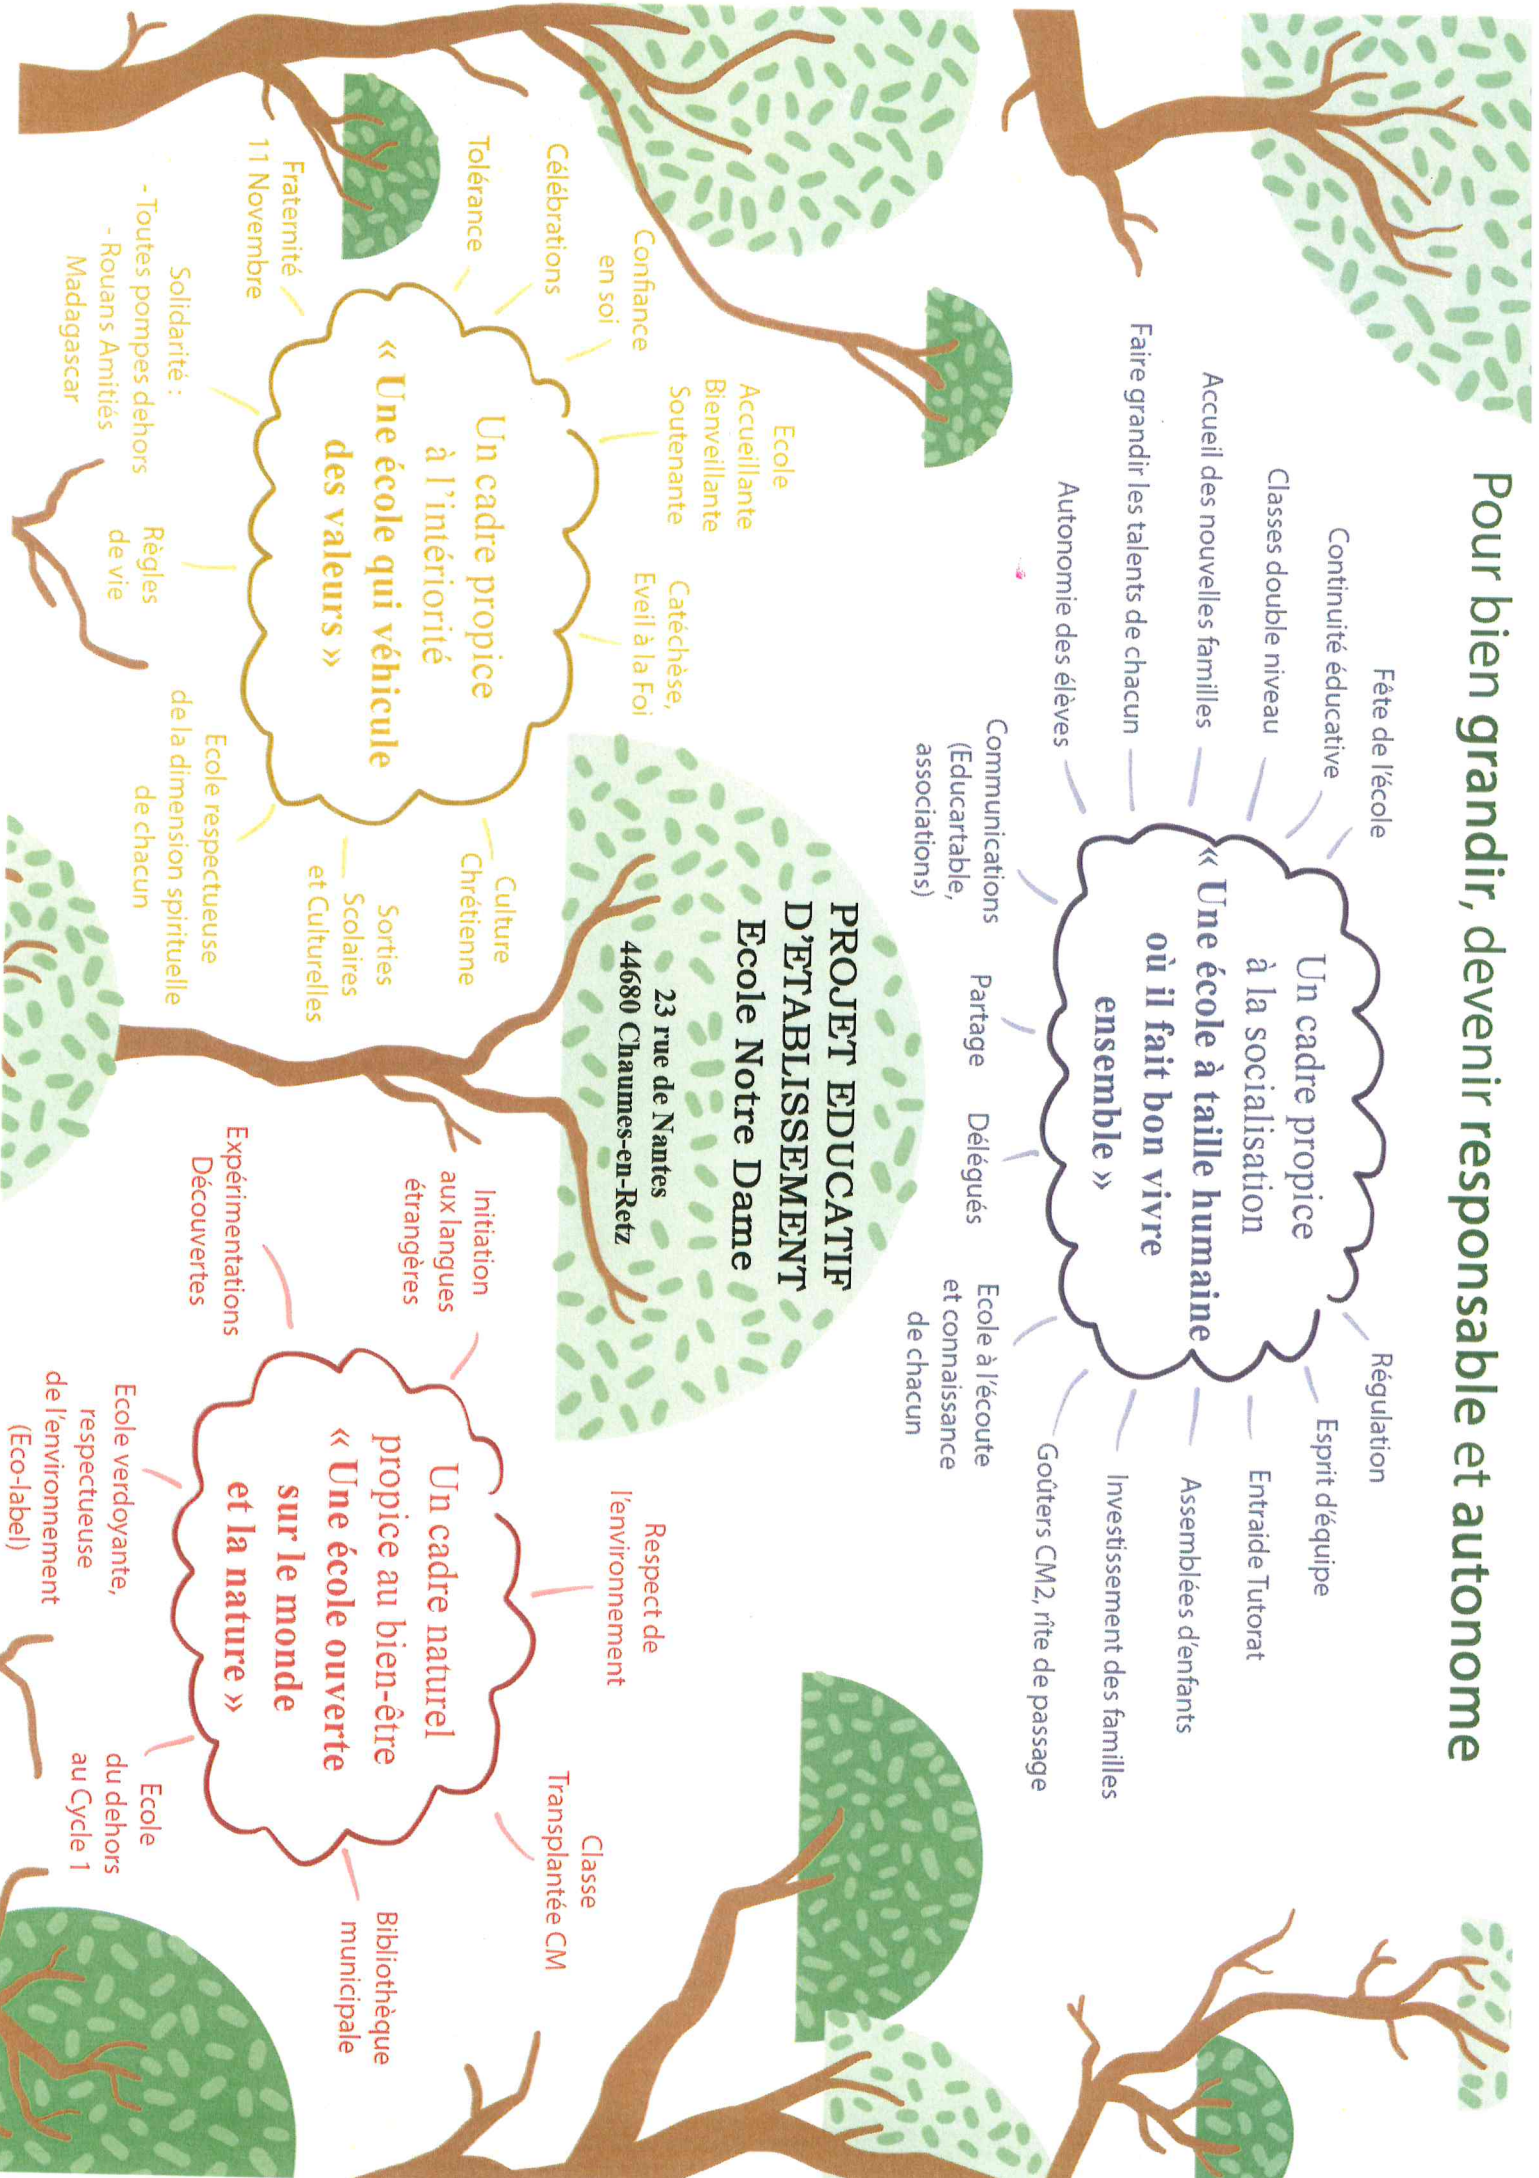 Pour bien grandir, devenir responsable et autonome
Fête de l'école
Continuité éducative
Classes double niveau
Accueil des nouvelles familles
Faire grandir les talents de chacun
Autonomie des élèves
Un cadre propice
à la socialisation
« Une école à taille humaine
où il fait bon vivre
ensemble »
Régulation
Esprit d'équipe
Entraide Tutorat
Assemblées d'enfants
Investissement des familles
Goûters CM2, rîte de passage
Communications
(Educartable,
associations)
Partage
Délégués
Ecole à l'écoute
et connaissance
de chacun
PROJET EDUCATIF
D'ETABLISSEMENT
Ecole Notre Dame
23 rue de Nantes
44680 Chaumes-en-Retz
Ecole
Accueillante
Bienveillante
Soutenante
Catéchèse,
Eveil à la Foi
Confiance
en soi
Célébrations
Tolérance
Fraternité
11 Novembre
Un cadre propice
à l'intériorité
« Une école qui véhicule
des valeurs »
Culture
Chrétienne
Sorties
Scolaires
et Culturelles
Solidarité :
- Toutes pompes dehors
- Rouans Amitiés
Madagascar
Règles
de vie
Ecole respectueuse
de la dimension spirituelle
de chacun
Respect de
l'environnement
Classe
Transplantée CM
Initiation
aux langues
étrangères
Expérimentations
Découvertes
Un cadre naturel
propice au bien-être
« Une école ouverte
sur le monde
et la nature »
Bibliothèque
municipale
Ecole verdoyante,
respectueuse
de l'environnement
(Eco-label)
Ecole
du dehors
au Cycle 1